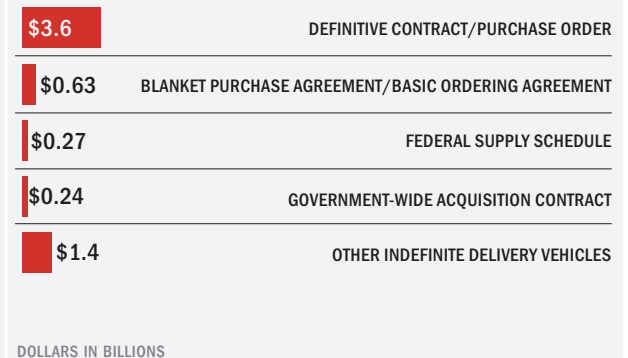 $3.6 DEFINITIVE CONTRACT/PURCHASE ORDER
$0.63 BLANKET PURCHASE AGREEMENT/BASIC ORDERING AGREEMENT
$0.27 FEDERAL SUPPLY SCHEDULE
$0.24 GOVERNMENT-WIDE ACQUISITION CONTRACT
$1.4 OTHER INDEFINITE DELIVERY VEHICLES
DOLLARS IN BILLIONS